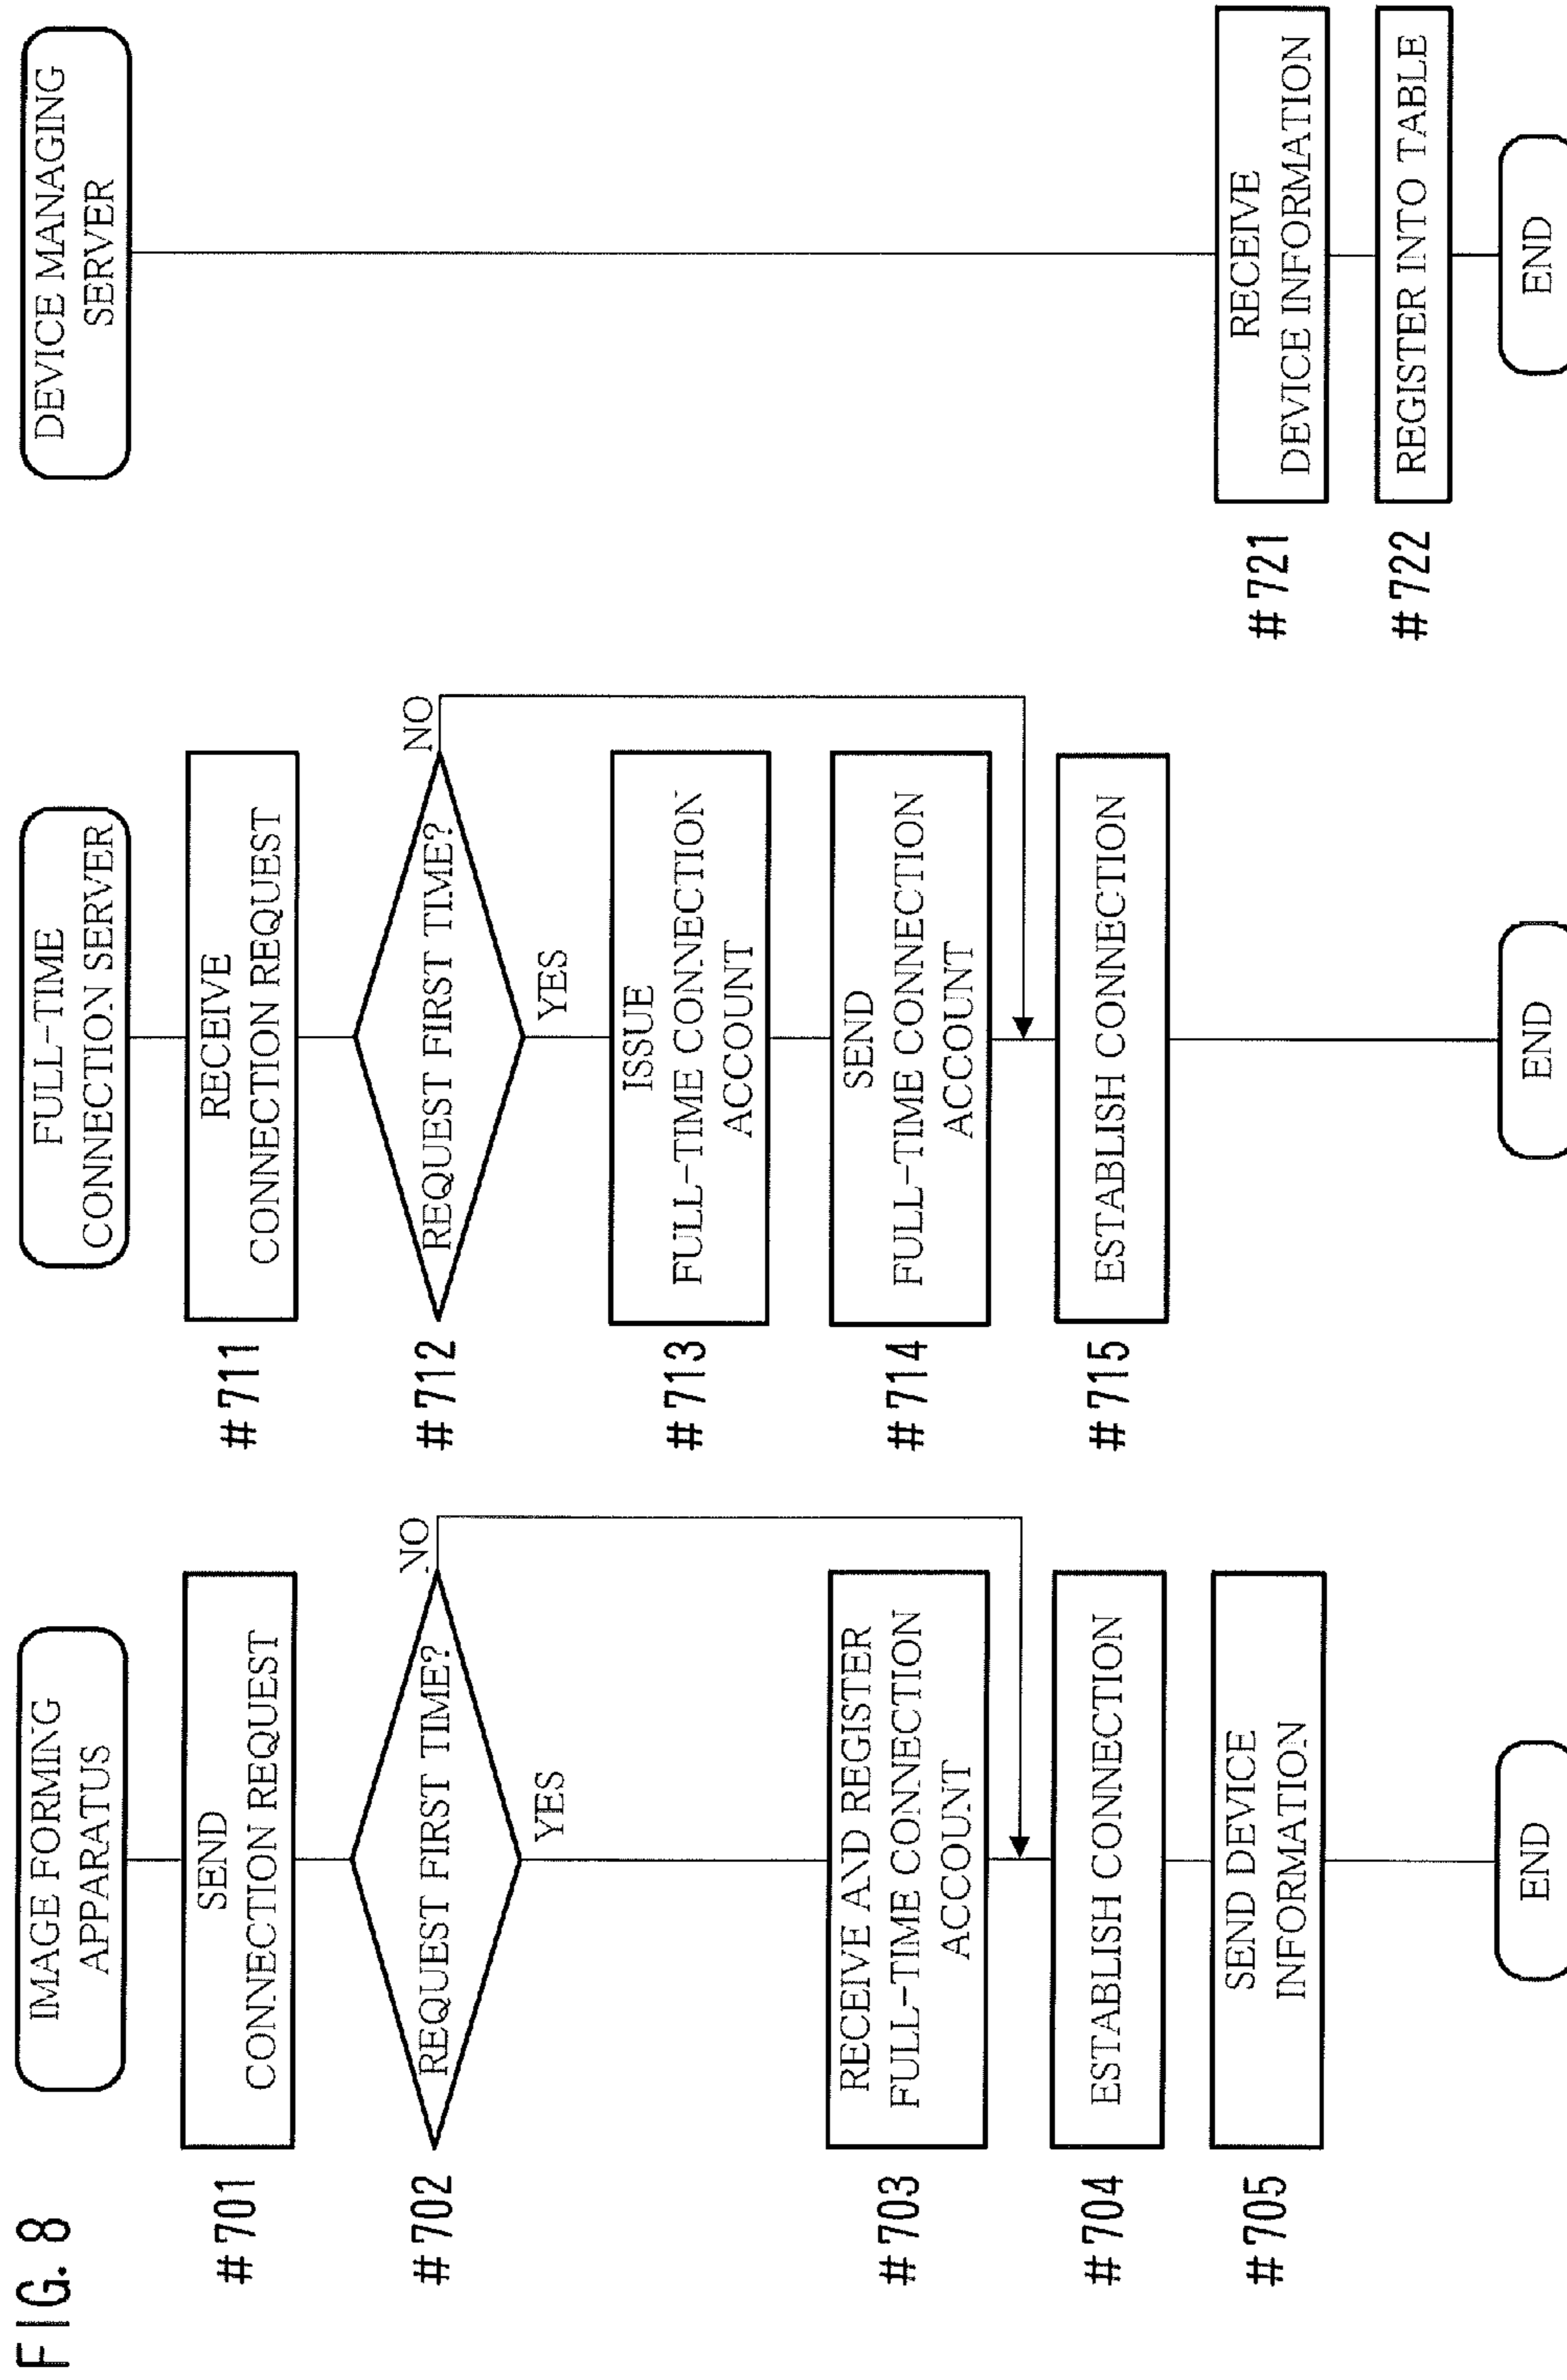 FIG. 8
IMAGE FORMING
APPARATUS
#701
SEND
CONNECTION REQUEST
#702
REQUEST FIRST TIME?
NO
YES
#703
RECEIVE AND REGISTER
FULL-TIME CONNECTION
ACCOUNT
#704
ESTABLISH CONNECTION
#705
SEND DEVICE
INFORMATION
END
FULL-TIME
CONNECTION SERVER
#711
RECEIVE
CONNECTION REQUEST
#712
REQUEST FIRST TIME?
NO
YES
#713
ISSUE
FULL-TIME CONNECTION
ACCOUNT
#714
SEND
FULL-TIME CONNECTION
ACCOUNT
#715
ESTABLISH CONNECTION
END
DEVICE MANAGING
SERVER
#721
RECEIVE
DEVICE INFORMATION
#722
REGISTER INTO TABLE
END